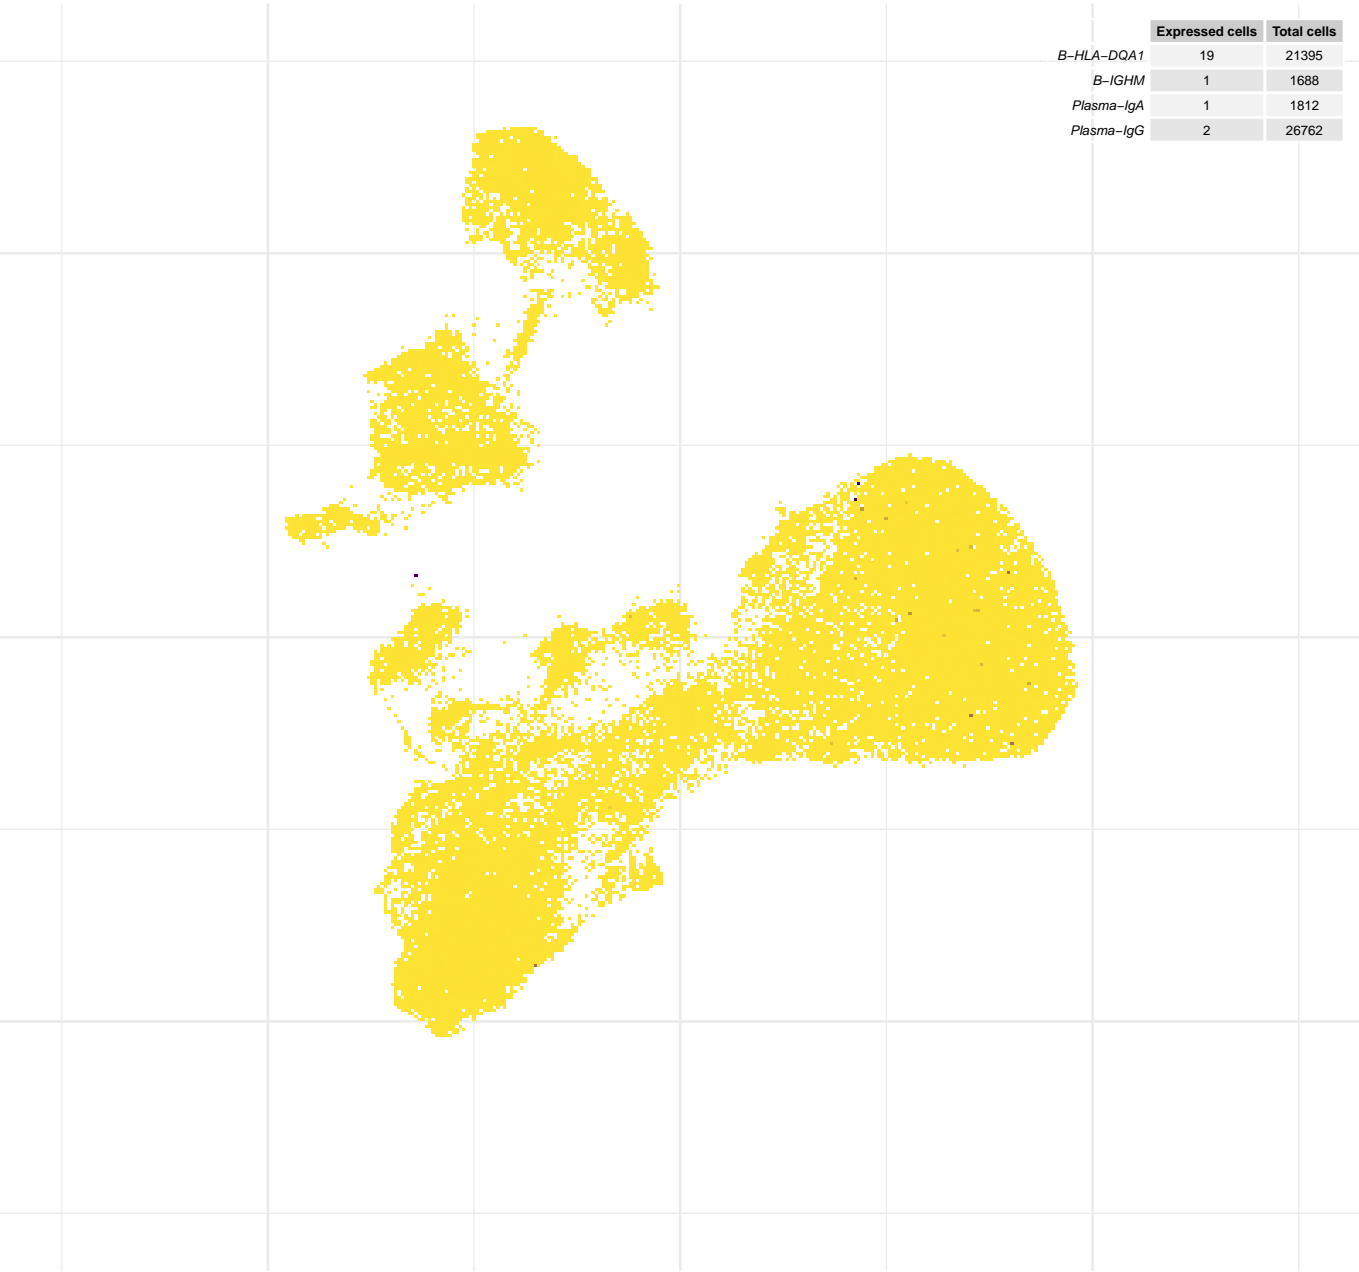 Expressed cells Total cells
B−HLA−DQA1 19 21395
B−IGHM 1 1688
Plasma−IgA 1 1812
Plasma−IgG 2 26762